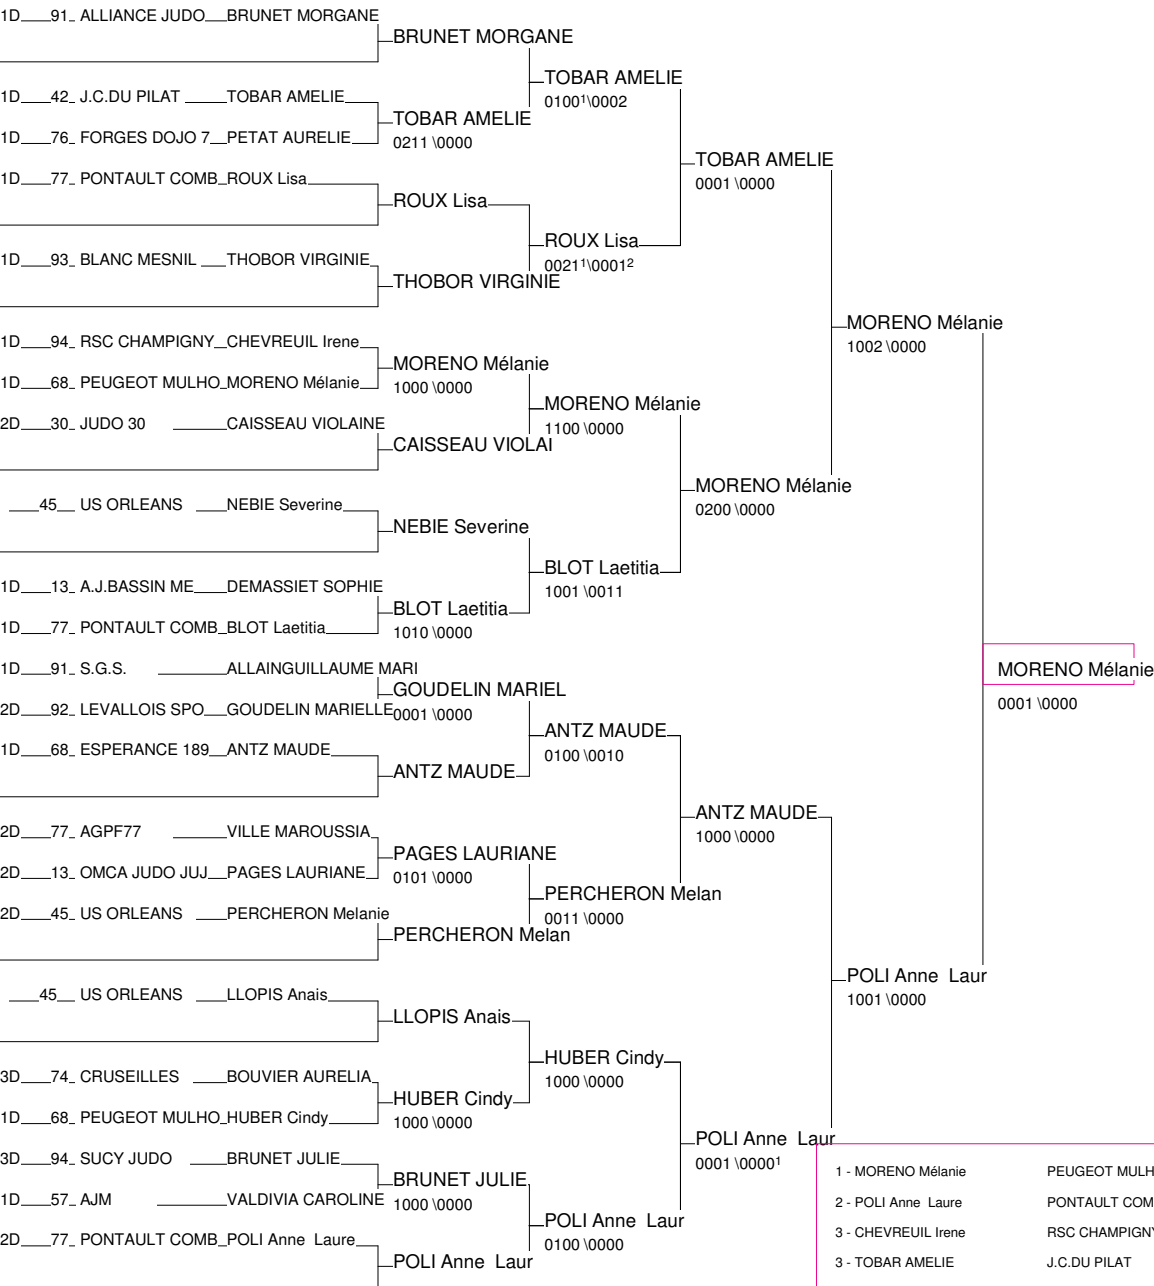 1D 91 ALLIANCE JUDO BRUNET MORGANE
BRUNET MORGANE
TOBAR AMELIE
0100¹\0002
1D 42 J.C.DU PILAT TOBAR AMELIE
TOBAR AMELIE
0211 \0000
1D 76 FORGES DOJO 7 PETAT AURELIE
TOBAR AMELIE
0001 \0000
1D 77 PONTAULT COMB ROUX Lisa
ROUX Lisa
ROUX Lisa
0021¹\0001²
1D 93 BLANC MESNIL THOBOR VIRGINIE
THOBOR VIRGINIE
MORENO Mélanie
1002 \0000
1D 94 RSC CHAMPIGNY CHEVREUIL Irene
MORENO Mélanie
1000 \0000
1D 68 PEUGEOT MULHO MORENO Mélanie
MORENO Mélanie
1100 \0000
2D 30 JUDO 30 CAISSEAU VIOLAINE
CAISSEAU VIOLAI
MORENO Mélanie
0200 \0000
45 US ORLEANS NEBIE Severine
NEBIE Severine
BLOT Laetitia
1001 \0011
1D 13 A.J.BASSIN ME DEMASSIET SOPHIE
BLOT Laetitia
1010 \0000
1D 77 PONTAULT COMB BLOT Laetitia
MORENO Mélanie
0001 \0000
1D 91 S.G.S. ALLAINGUILLAUME MARI
GOUDELIN MARIEL
0001 \0000
2D 92 LEVALLOIS SPO GOUDELIN MARIELLE
ANTZ MAUDE
0100 \0010
1D 68 ESPERANCE 189 ANTZ MAUDE
ANTZ MAUDE
ANTZ MAUDE
1000 \0000
2D 77 AGPF77 VILLE MAROUSSIA
PAGES LAURIANE
0101 \0000
2D 13 OMCA JUDO JUJ PAGES LAURIANE
PERCHERON Melan
0011 \0000
2D 45 US ORLEANS PERCHERON Melanie
PERCHERON Melan
POLI Anne Laur
1001 \0000
45 US ORLEANS LLOPIS Anais
LLOPIS Anais
HUBER Cindy
1000 \0000
3D 74 CRUSEILLES BOUVIER AURELIA
HUBER Cindy
1000 \0000
1D 68 PEUGEOT MULHO HUBER Cindy
POLI Anne Laur
0001 \0000¹
3D 94 SUCY JUDO BRUNET JULIE
BRUNET JULIE
1000 \0000
1D 57 AJM VALDIVIA CAROLINE
POLI Anne Laur
0100 \0000
2D 77 PONTAULT COMB POLI Anne Laure
POLI Anne Laur
1 - MORENO Mélanie PEUGEOT MULH
2 - POLI Anne Laure PONTAULT COM
3 - CHEVREUIL Irene RSC CHAMPIGNY
3 - TOBAR AMELIE J.C.DU PILAT